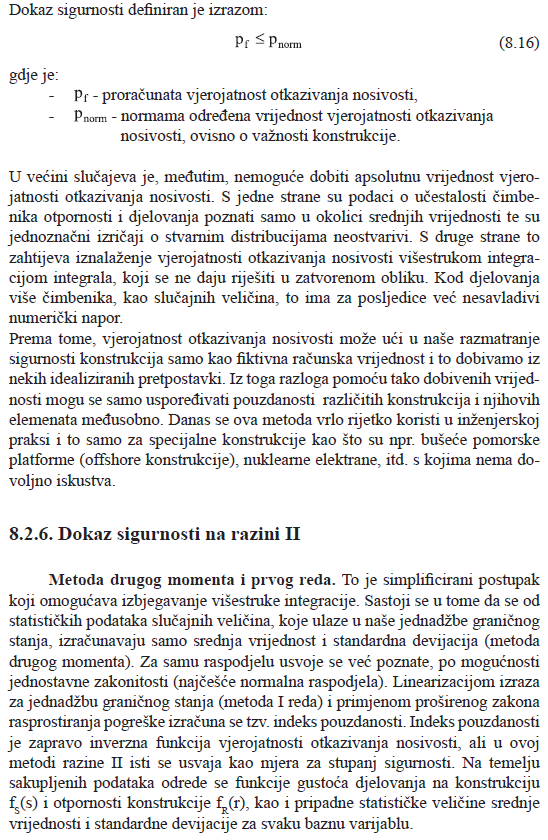 Dokaz sigurnosti definiran je izrazom:
p f ≤ p norm (8.16)
gdje je:
- p f - proračunata vjerojatnost otkazivanja nosivosti,
- p norm - normama određena vrijednost vjerojatnosti otkazivanja
nosivosti, ovisno o važnosti konstrukcije.
U većini slučajeva je, međutim, nemoguće dobiti apsolutnu vrijednost vjero-
jatnosti otkazivanja nosivosti. S jedne strane su podaci o učestalosti čimbe-
nika otpornosti i djelovanja poznati samo u okolici srednjih vrijednosti te su
jednoznačni izričaji o stvarnim distribucijama neostvarivi. S druge strane to
zahtijeva iznalaženje vjerojatnosti otkazivanja nosivosti višestrukom integra-
cijom integrala, koji se ne daju riješiti u zatvorenom obliku. Kod djelovanja
više čimbenika, kao slučajnih veličina, to ima za posljedice već nesavladivi
numerički napor.
Prema tome, vjerojatnost otkazivanja nosivosti može ući u naše razmatranje
sigurnosti konstrukcija samo kao fiktivna računska vrijednost i to dobivamo iz
nekih idealiziranih pretpostavki. Iz toga razloga pomoću tako dobivenih vrijed-
nosti mogu se samo uspoređivati pouzdanosti različitih konstrukcija i njihovih
elemenata međusobno. Danas se ova metoda vrlo rijetko koristi u inženjerskoj
praksi i to samo za specijalne konstrukcije kao što su npr. bušeće pomorske
platforme (offshore konstrukcije), nuklearne elektrane, itd. s kojima nema do-
voljno iskustva.
8.2.6. Dokaz sigurnosti na razini II
Metoda drugog momenta i prvog reda. To je simplificirani postupak
koji omogućava izbjegavanje višestruke integracije. Sastoji se u tome da se od
statističkih podataka slučajnih veličina, koje ulaze u naše jednadžbe graničnog
stanja, izračunavaju samo srednja vrijednost i standardna devijacija (metoda
drugog momenta). Za samu raspodjelu usvoje se već poznate, po mogućnosti
jednostavne zakonitosti (najčešće normalna raspodjela). Linearizacijom izraza
za jednadžbu graničnog stanja (metoda I reda) i primjenom proširenog zakona
rasprostiranja pogreške izračuna se tzv. indeks pouzdanosti. Indeks pouzdanosti
je zapravo inverzna funkcija vjerojatnosti otkazivanja nosivosti, ali u ovoj
metodi razine II isti se usvaja kao mjera za stupanj sigurnosti. Na temelju
sakupljenih podataka odrede se funkcije gustoća djelovanja na konstrukciju
f S (s) i otpornosti konstrukcije f R (r), kao i pripadne statističke veličine srednje
vrijednosti i standardne devijacije za svaku baznu varijablu.